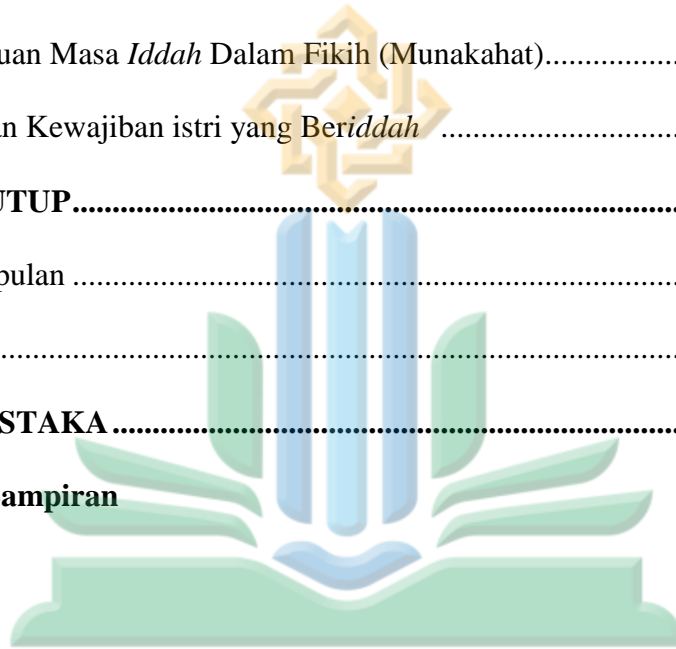 uan Masa Iddah Dalam Fikih (Munakahat)..................
an Kewajiban istri yang Beriddah ...............................
UTUP.................................................................................
pulan ................................................................................
.........................................................................................
STAKA...........................................................................
ampiran